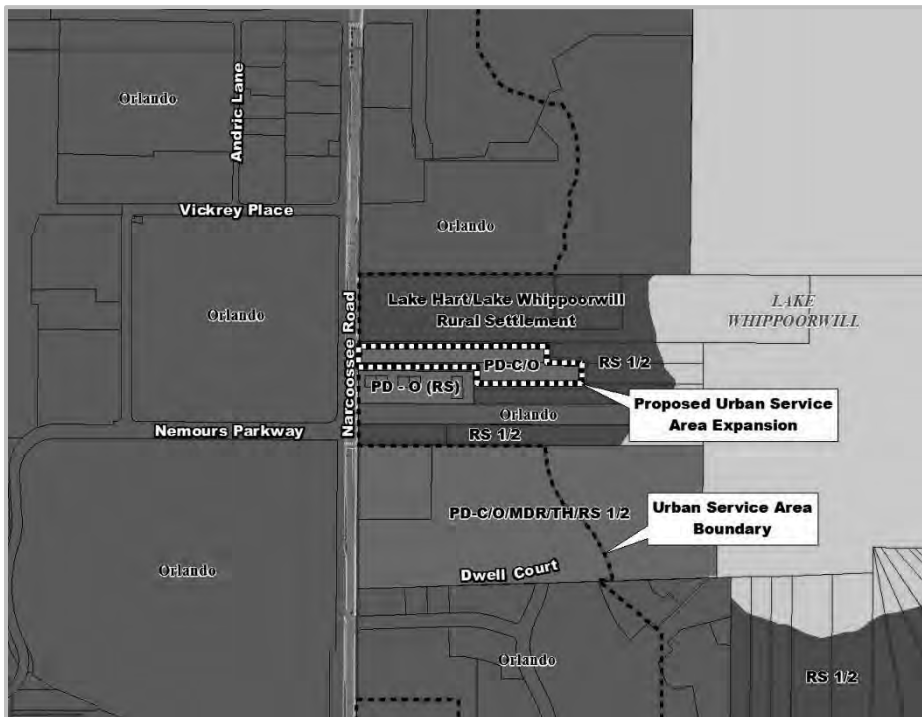 Orlando
Andric Lane
Vickrey Place
Orlando
Orlando
Narcoossee Road
Lake Hart/Lake Whippoorwill
Rural Settlement
LAKE
WHIPPOORWILL
PD-C/O
RS 1/2
PD - O (RS)
Orlando
Proposed Urban Service
Area Expansion
Nemours Parkway
RS 1/2
PD-C/O/MDR/TH/RS 1/2
Urban Service Area
Boundary
Orlando
Dwell Court
Orlando
RS 1/2